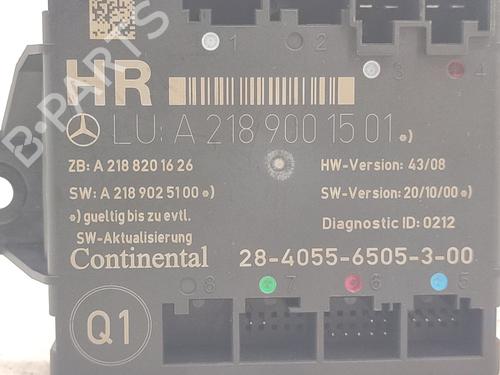 B-PARTS
1 2 3 4
HR
LU: A 218 900 15 01 *)
ZB: A 218 820 16 26
HW-Version: 43/08
SW: A 218 902 51 00 *)
SW-Version: 20/10/00 *)
*) gueltig bis zu evtl.
SW-Aktualisierung
Diagnostic ID: 0212
Continental 28-4055-6505-3-00
8 7 6 5
Q1